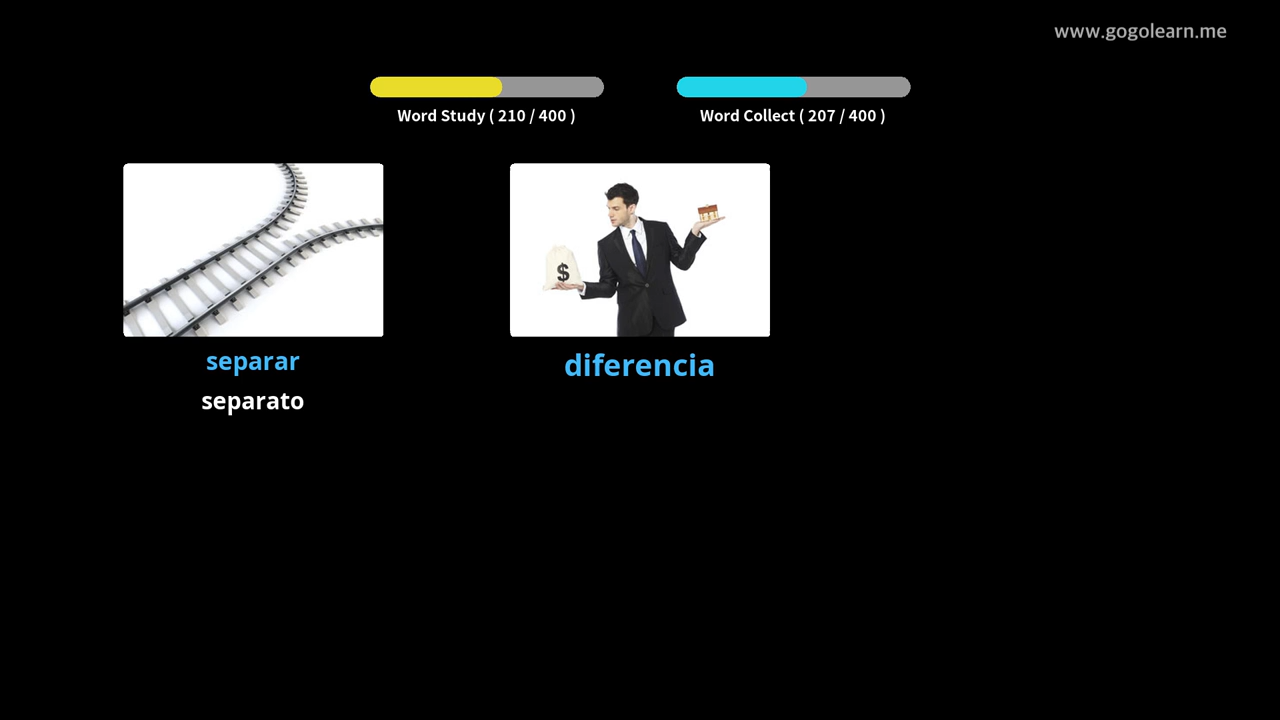 www.gogolearn.me
Word Study ( 210 / 400 )
Word Collect ( 207 / 400 )
$
separar
separato
diferencia